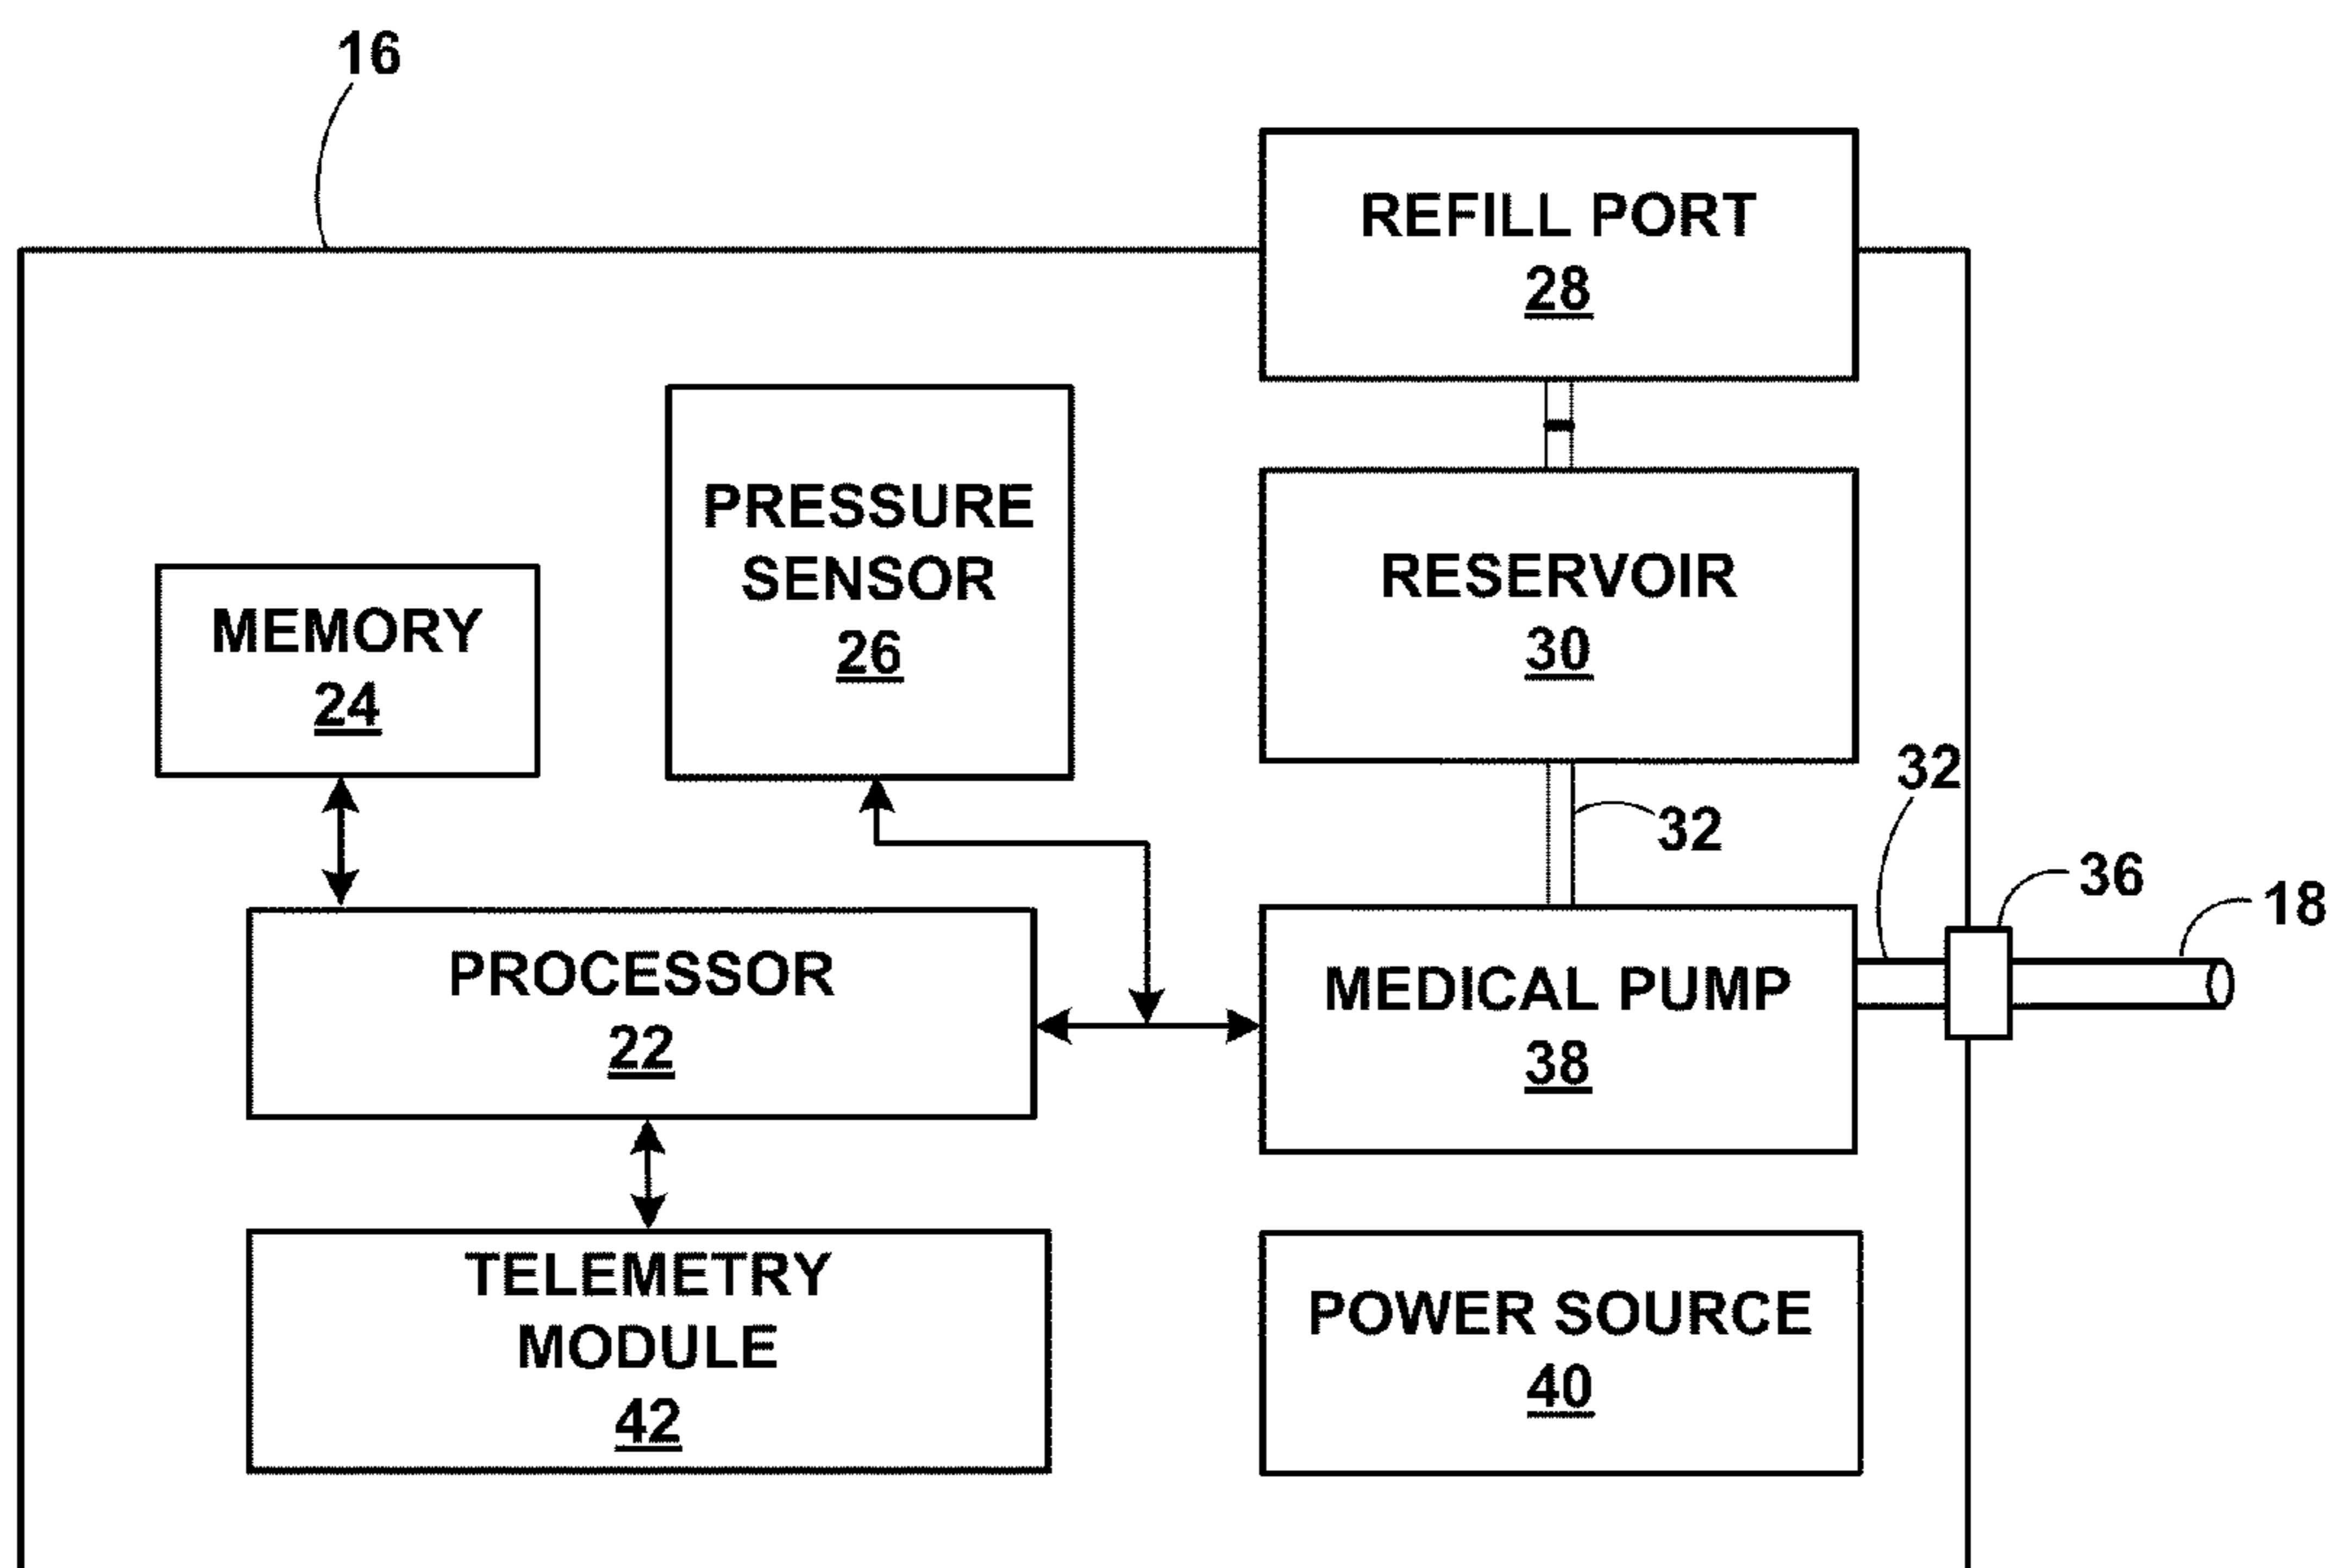 16
REFILL PORT
28
PRESSURE
SENSOR
26
RESERVOIR
30
MEMORY
24
32
32
36
18
PROCESSOR
22
MEDICAL PUMP
38
TELEMETRY
MODULE
42
POWER SOURCE
40